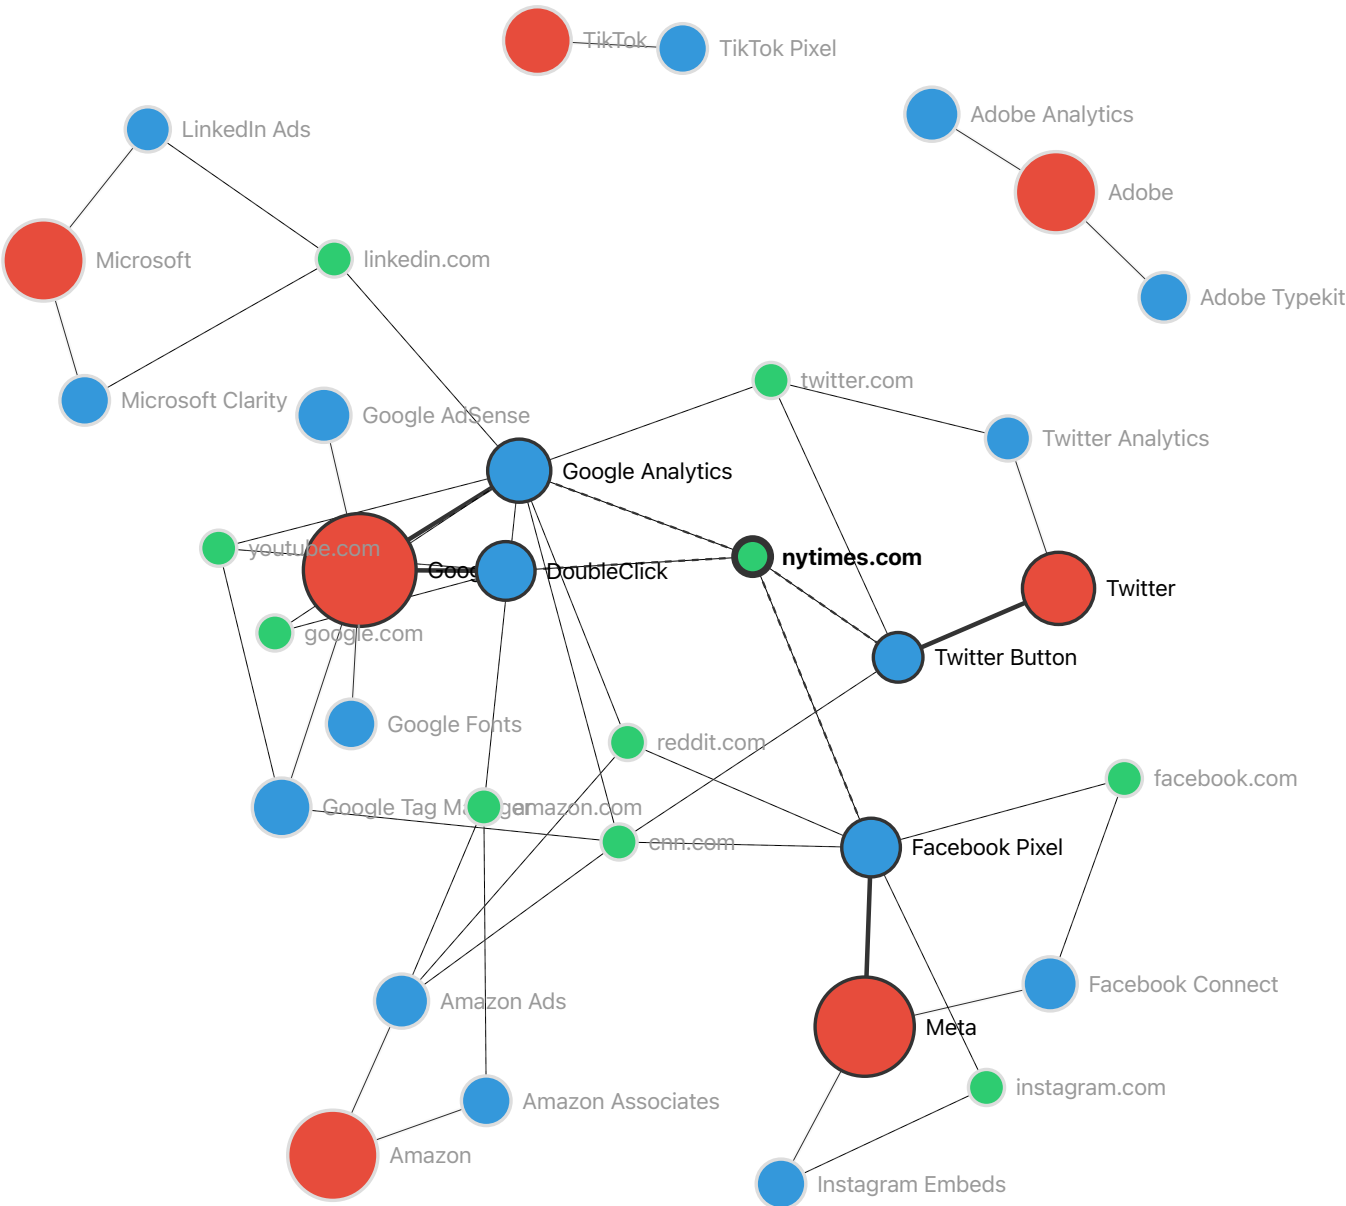 TikTok
TikTok Pixel
Adobe Analytics
LinkedIn Ads
Adobe
Microsoft
linkedin.com
Adobe Typekit
twitter.com
Microsoft Clarity
Google AdSense
Twitter Analytics
Google Analytics
youtube.com
nytimes.com
DoubleClick
Twitter
google.com
Twitter Button
Google Fonts
reddit.com
facebook.com
Google Tag Manager
amazon.com
cnn.com
Facebook Pixel
Facebook Connect
Amazon Ads
Meta
instagram.com
Amazon Associates
Amazon
Instagram Embeds